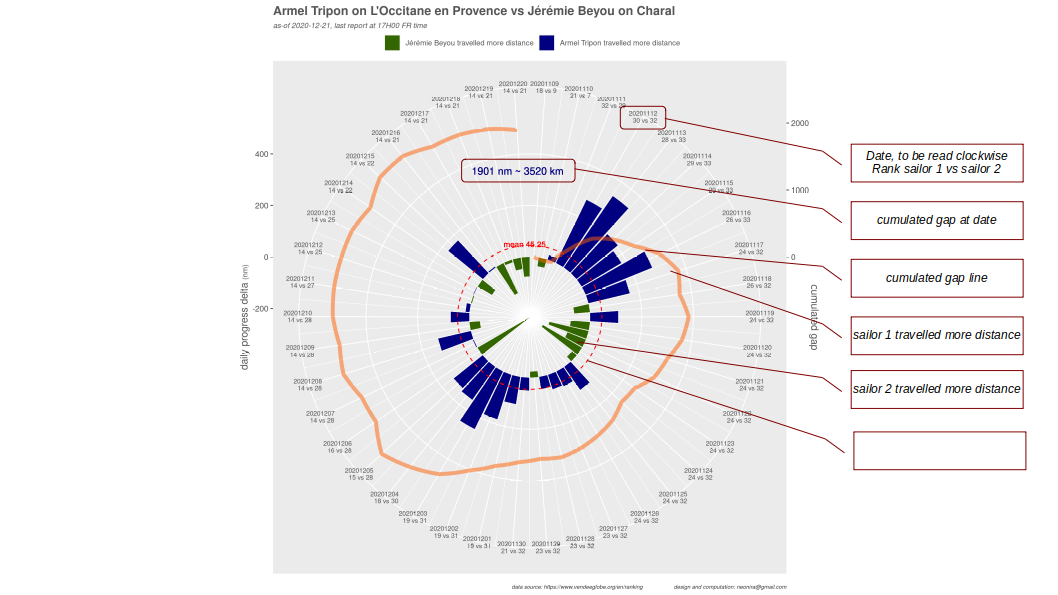 Armel Tripon on L'Occitane en Provence vs Jérémie Beyou on Charal
as-of 2020-12-21, last report at 17H00 FR time
Jérémie Beyou travelled more distance
Armel Tripon travelled more distance
20201109
18 vs 9
20201110
21 vs 7
20201111
32 vs 29
20201112
30 vs 32
20201113
28 vs 33
20201114
29 vs 33
20201115
29 vs 33
20201116
26 vs 33
20201117
24 vs 32
20201118
26 vs 32
20201119
24 vs 32
20201120
24 vs 32
20201121
24 vs 32
20201122
24 vs 32
20201123
24 vs 32
20201124
24 vs 32
20201125
24 vs 32
20201126
24 vs 32
20201127
23 vs 32
20201128
23 vs 32
20201129
23 vs 32
20201130
21 vs 32
20201201
19 vs 31
20201202
19 vs 31
20201203
19 vs 31
20201204
18 vs 30
20201205
15 vs 28
20201206
16 vs 28
20201207
14 vs 28
20201208
14 vs 28
20201209
14 vs 28
20201210
14 vs 28
20201211
14 vs 27
20201212
14 vs 25
20201213
14 vs 25
20201214
14 vs 22
20201215
14 vs 22
20201216
14 vs 21
20201217
14 vs 21
20201218
14 vs 21
20201219
14 vs 21
20201220
14 vs 21
1901 nm ~ 3520 km
mean 45.25
400
200
0
-200
daily progress delta (nm)
2000
1000
0
cumulated gap
Date, to be read clockwise
Rank sailor 1 vs sailor 2
cumulated gap at date
cumulated gap line
sailor 1 travelled more distance
sailor 2 travelled more distance
data source: https://www.vendeeglobe.org/en/ranking
design and computation: neonira@gmail.com